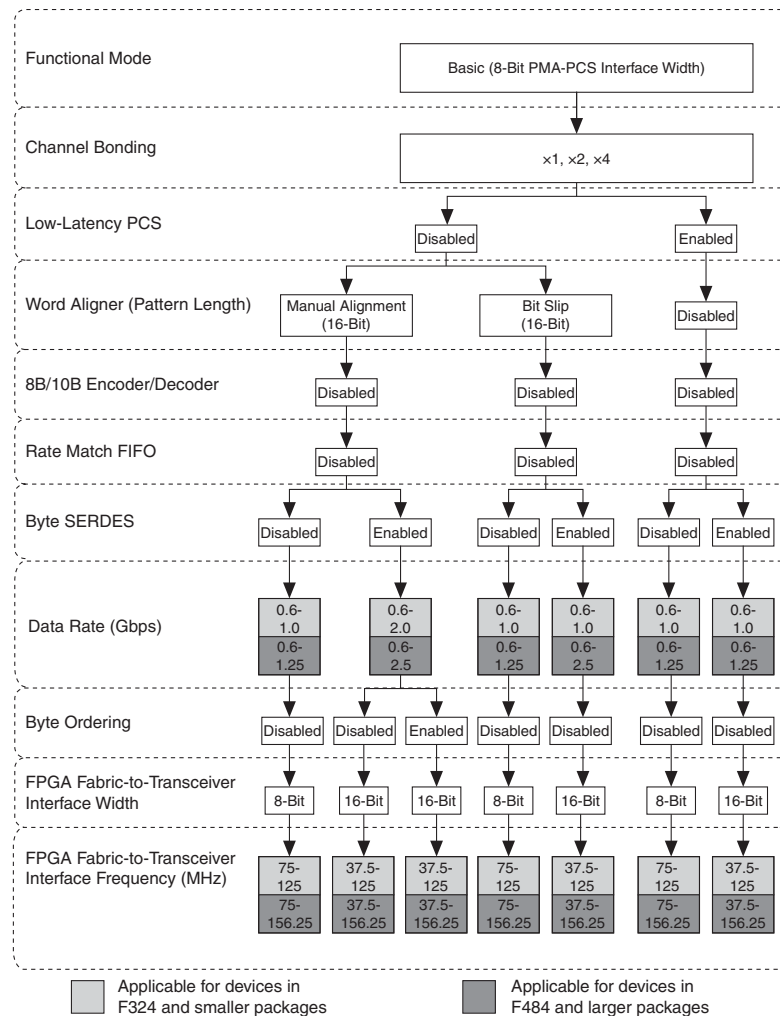 Functional Mode
Basic (8-Bit PMA-PCS Interface Width)
Channel Bonding
×1, ×2, ×4
Low-Latency PCS
Disabled
Enabled
Word Aligner (Pattern Length)
Manual Alignment
(16-Bit)
Bit Slip
(16-Bit)
Disabled
8B/10B Encoder/Decoder
Disabled
Disabled
Disabled
Rate Match FIFO
Disabled
Disabled
Disabled
Byte SERDES
Disabled
Enabled
Disabled
Enabled
Disabled
Enabled
Data Rate (Gbps)
0.6-
1.0
0.6-
1.25
0.6-
2.0
0.6-
2.5
0.6-
1.0
0.6-
1.25
0.6-
1.0
0.6-
2.5
0.6-
1.0
0.6-
1.25
0.6-
1.0
0.6-
1.25
Byte Ordering
Disabled
Disabled
Enabled
Disabled
Disabled
Disabled
Disabled
FPGA Fabric-to-Transceiver
Interface Width
8-Bit
16-Bit
16-Bit
8-Bit
16-Bit
8-Bit
16-Bit
FPGA Fabric-to-Transceiver
Interface Frequency (MHz)
75-
125
75-
156.25
37.5-
125
37.5-
156.25
37.5-
125
37.5-
156.25
75-
125
75-
156.25
37.5-
125
37.5-
156.25
75-
125
75-
156.25
37.5-
125
37.5-
156.25
Applicable for devices in
F324 and smaller packages
Applicable for devices in
F484 and larger packages